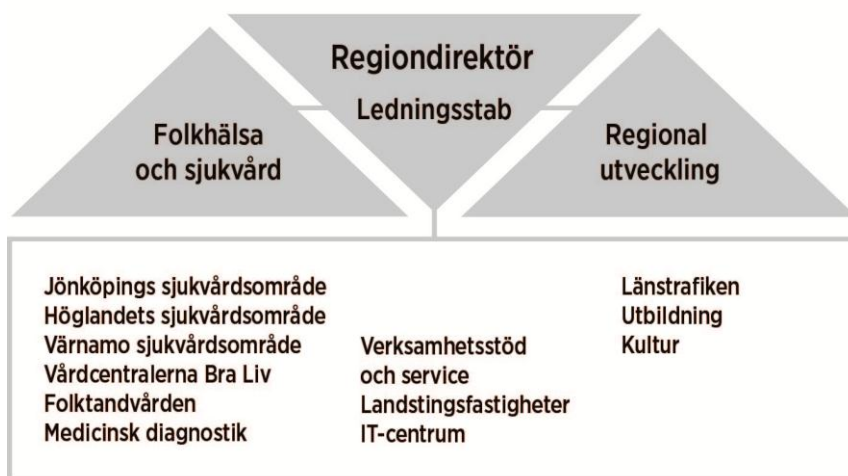 Regiondirektör
Ledningsstab
Folkhälsa
och sjukvård
Regional
utveckling
Jönköpings sjukvårdsområde
Höglandets sjukvårdsområde
Värnamo sjukvårdsområde
Vårdcentralerna Bra Liv
Folktandvården
Medicinsk diagnostik
Verksamhetsstöd
och service
Landstingsfastigheter
IT-centrum
Länstrafiken
Utbildning
Kultur